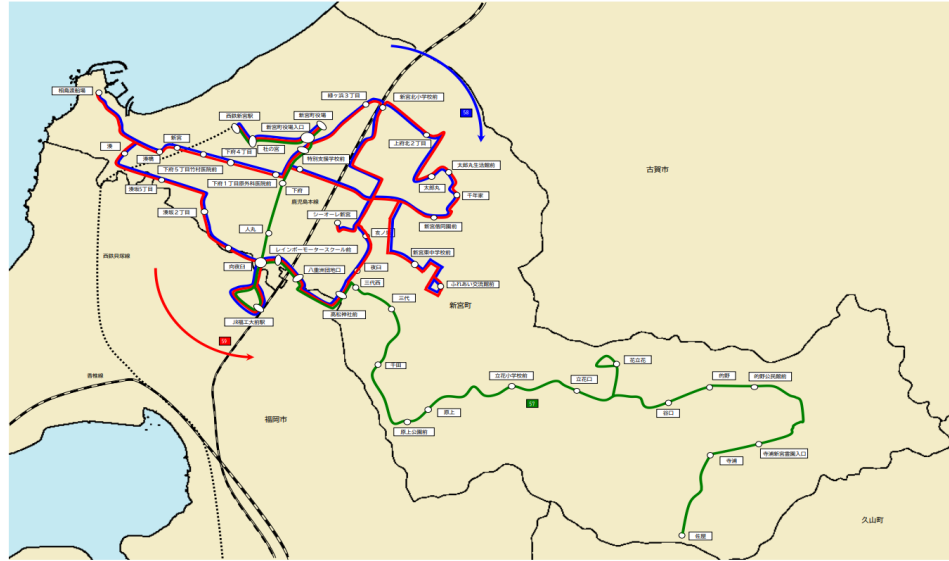 相島渡船場
緑ヶ浜3丁目
新宮北小学校前
西鉄新宮駅
新宮町役場
新宮町役場入口
58
湊
新宮
下府4丁目
杜の宮
上府北2丁目
湊橋
特別支援学校前
太郎丸生活館前
古賀市
下府5丁目竹村医院前
下府1丁目原外科医院前
下府
太郎丸
千年家
湊坂5丁目
鹿児島本線
湊坂2丁目
シーオーレ新宮
新宮偕同園前
人丸
西鉄貝塚線
レインボーモータースクール前
新宮東中学校前
向夜臼
八重洲団地口
夜臼
三代西
ふれあい交流館前
新宮町
三代
高松神社前
JR福工大前駅
59
香椎線
千田
花立花
立花小学校前
立花口
的野
的野公民館前
57
谷口
原上
福岡市
原上公園前
寺浦
寺浦新宮霊園入口
久山町
佐屋